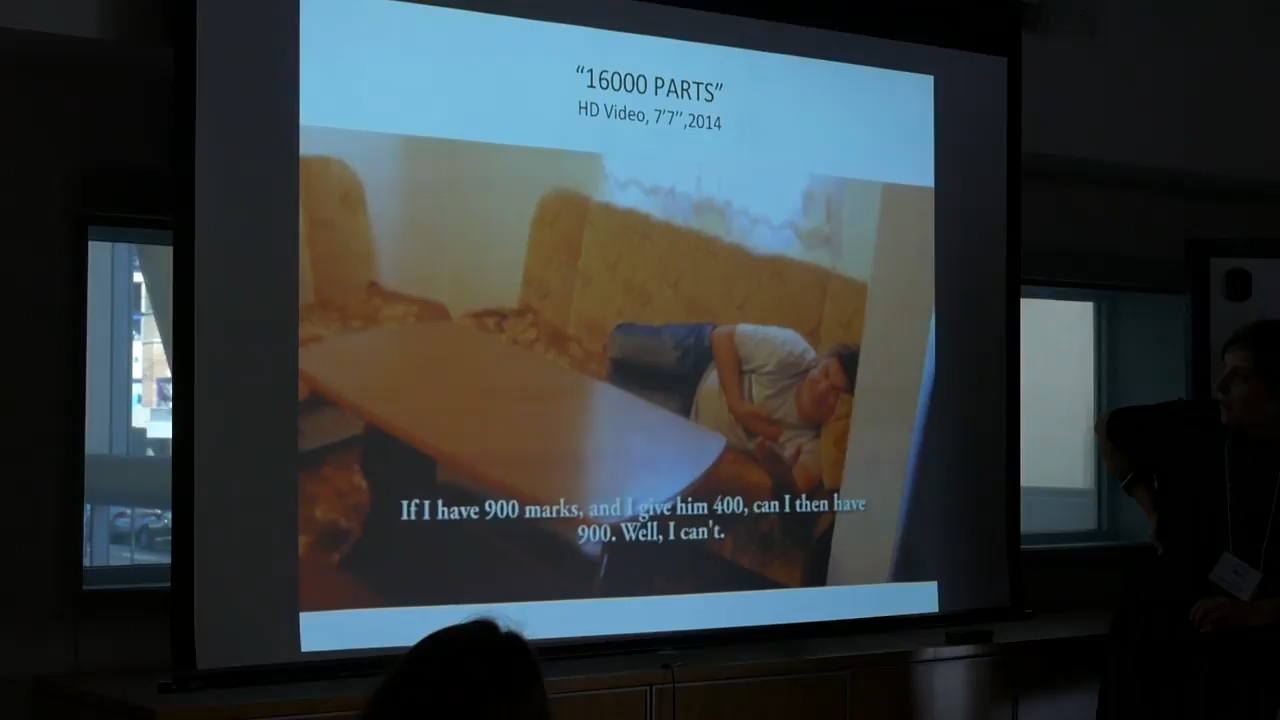 “16000 PARTS”
HD Video, 7’7’’,2014
If I have 900 marks, and I give him 400, can I then have
900. Well, I can't.